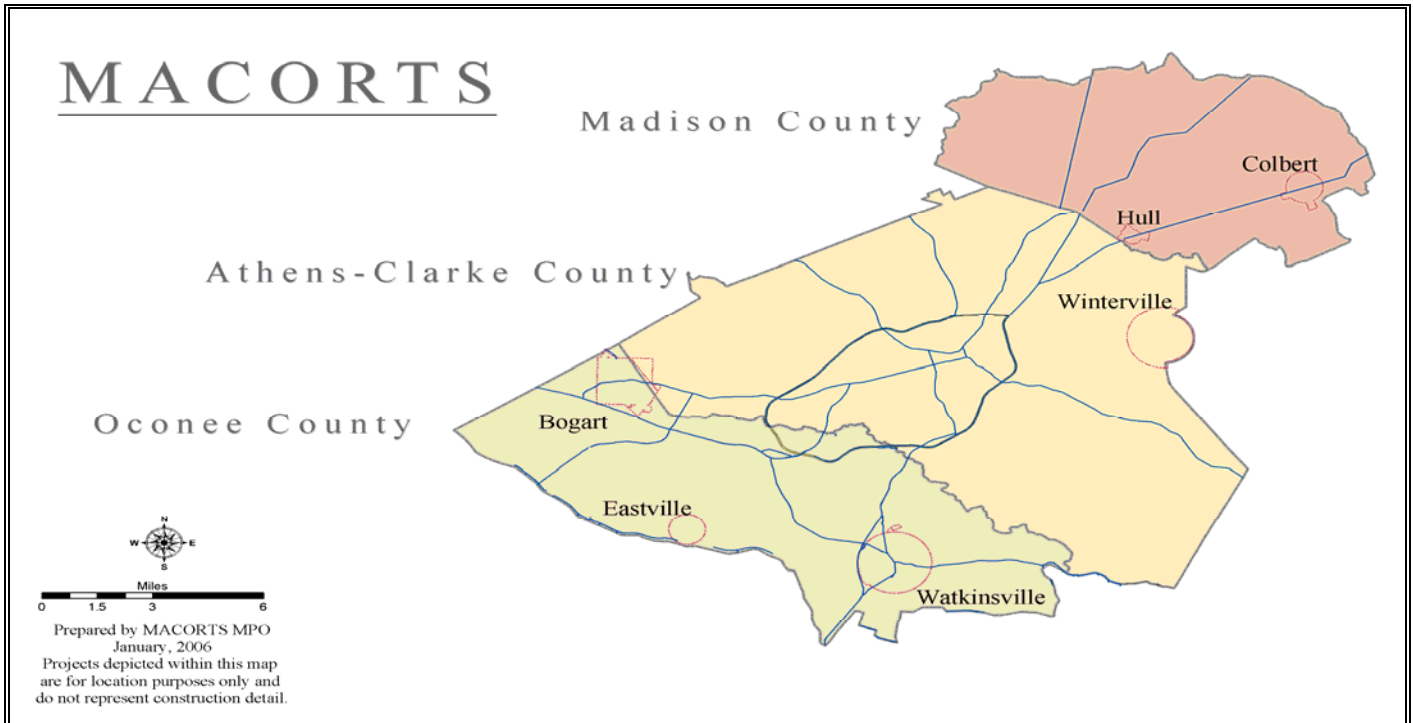 MACORTS
Madison County
Colbert
Hull
Athens-Clarke County
Winterville
Oconee County
Bogart
Eastville
Watkinsville
N
W E
S
Miles
0 1.5 3 6
Prepared by MACORTS MPO
January, 2006
Projects depicted within this map
are for location purposes only and
do not represent construction detail.